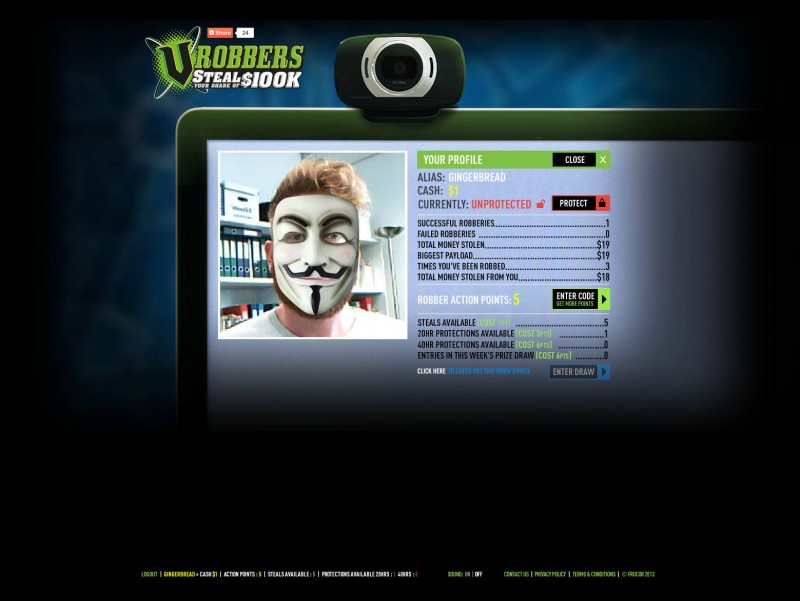 Share 24
V ROBBERS
STEAL $100K
YOUR SHARE OF
YOUR PROFILE
CLOSE X
ALIAS: GINGERBREAD
CASH: $1
CURRENTLY: UNPROTECTED
PROTECT
SUCCESSFUL ROBBERIES 1
FAILED ROBBERIES 0
TOTAL MONEY STOLEN $19
BIGGEST PAYLOAD $19
TIMES YOU'VE BEEN ROBBED 3
TOTAL MONEY STOLEN FROM YOU $18
ROBBER ACTION POINTS: 5
ENTER CODE
GET MORE POINTS
STEALS AVAILABLE (COST 1PT) 5
20HR PROTECTIONS AVAILABLE (COST 3PTS) 1
40HR PROTECTIONS AVAILABLE (COST 6PTS) 0
ENTRIES IN THIS WEEK'S PRIZE DRAW (COST 6PTS) 0
CLICK HERE TO CHECK OUT THIS WEEK'S PRIZE
ENTER DRAW
LOGOUT | GINGERBREAD > CASH $1 | ACTION POINTS : 5 | STEALS AVAILABLE : 5 | PROTECTIONS AVAILABLE 20HRS : 1 40HRS : 0
SOUND: ON | OFF
CONTACT US | PRIVACY POLICY | TERMS & CONDITIONS | © FRUCOR 2013